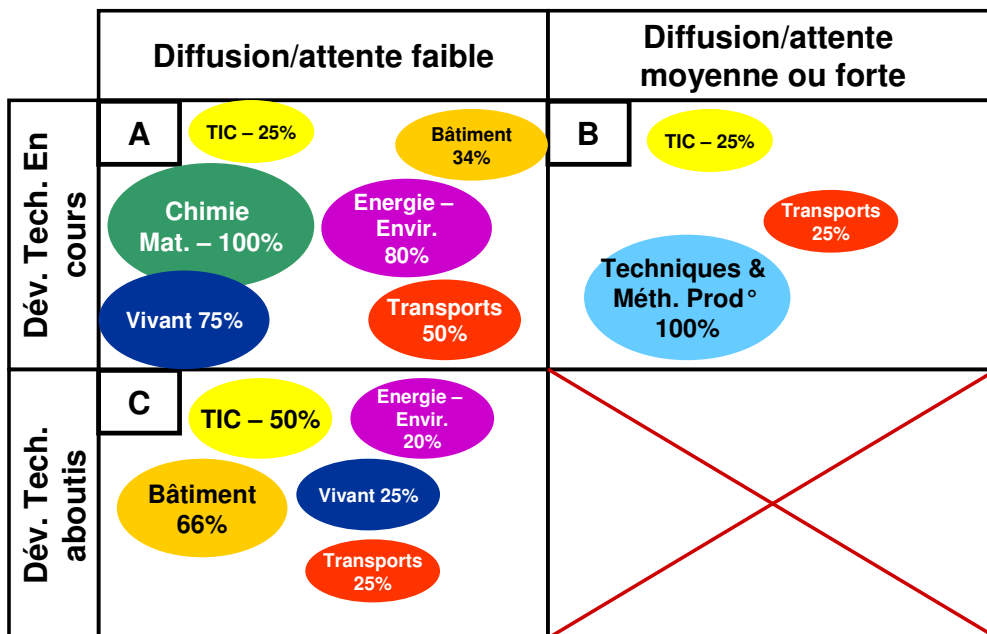 Diffusion/attente faible
Diffusion/attente
moyenne ou forte
Dév. Tech. En
cours
A
TIC – 25%
Bâtiment
34%
Chimie
Mat. – 100%
Energie –
Envir.
80%
Vivant 75%
Transports
50%
B
TIC – 25%
Transports
25%
Techniques &
Méth. Prod°
100%
Dév. Tech.
aboutis
C
TIC – 50%
Energie –
Envir.
20%
Bâtiment
66%
Vivant 25%
Transports
25%